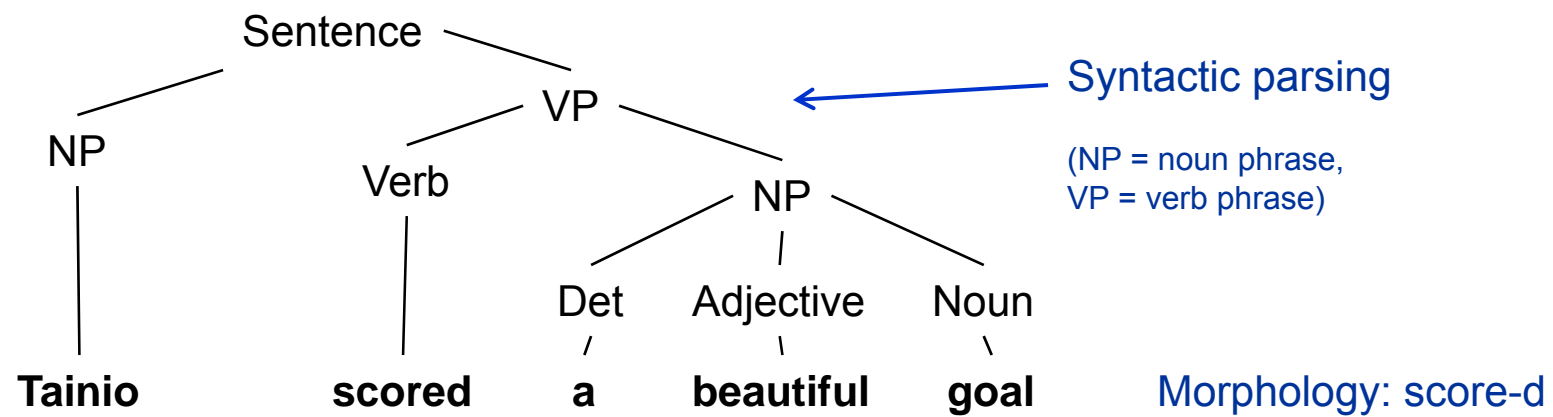 Sentence
Syntactic parsing
VP
NP
(NP = noun phrase,
VP = verb phrase)
Verb
NP
Det Adjective Noun
Tainio scored a beautiful goal Morphology: score-d